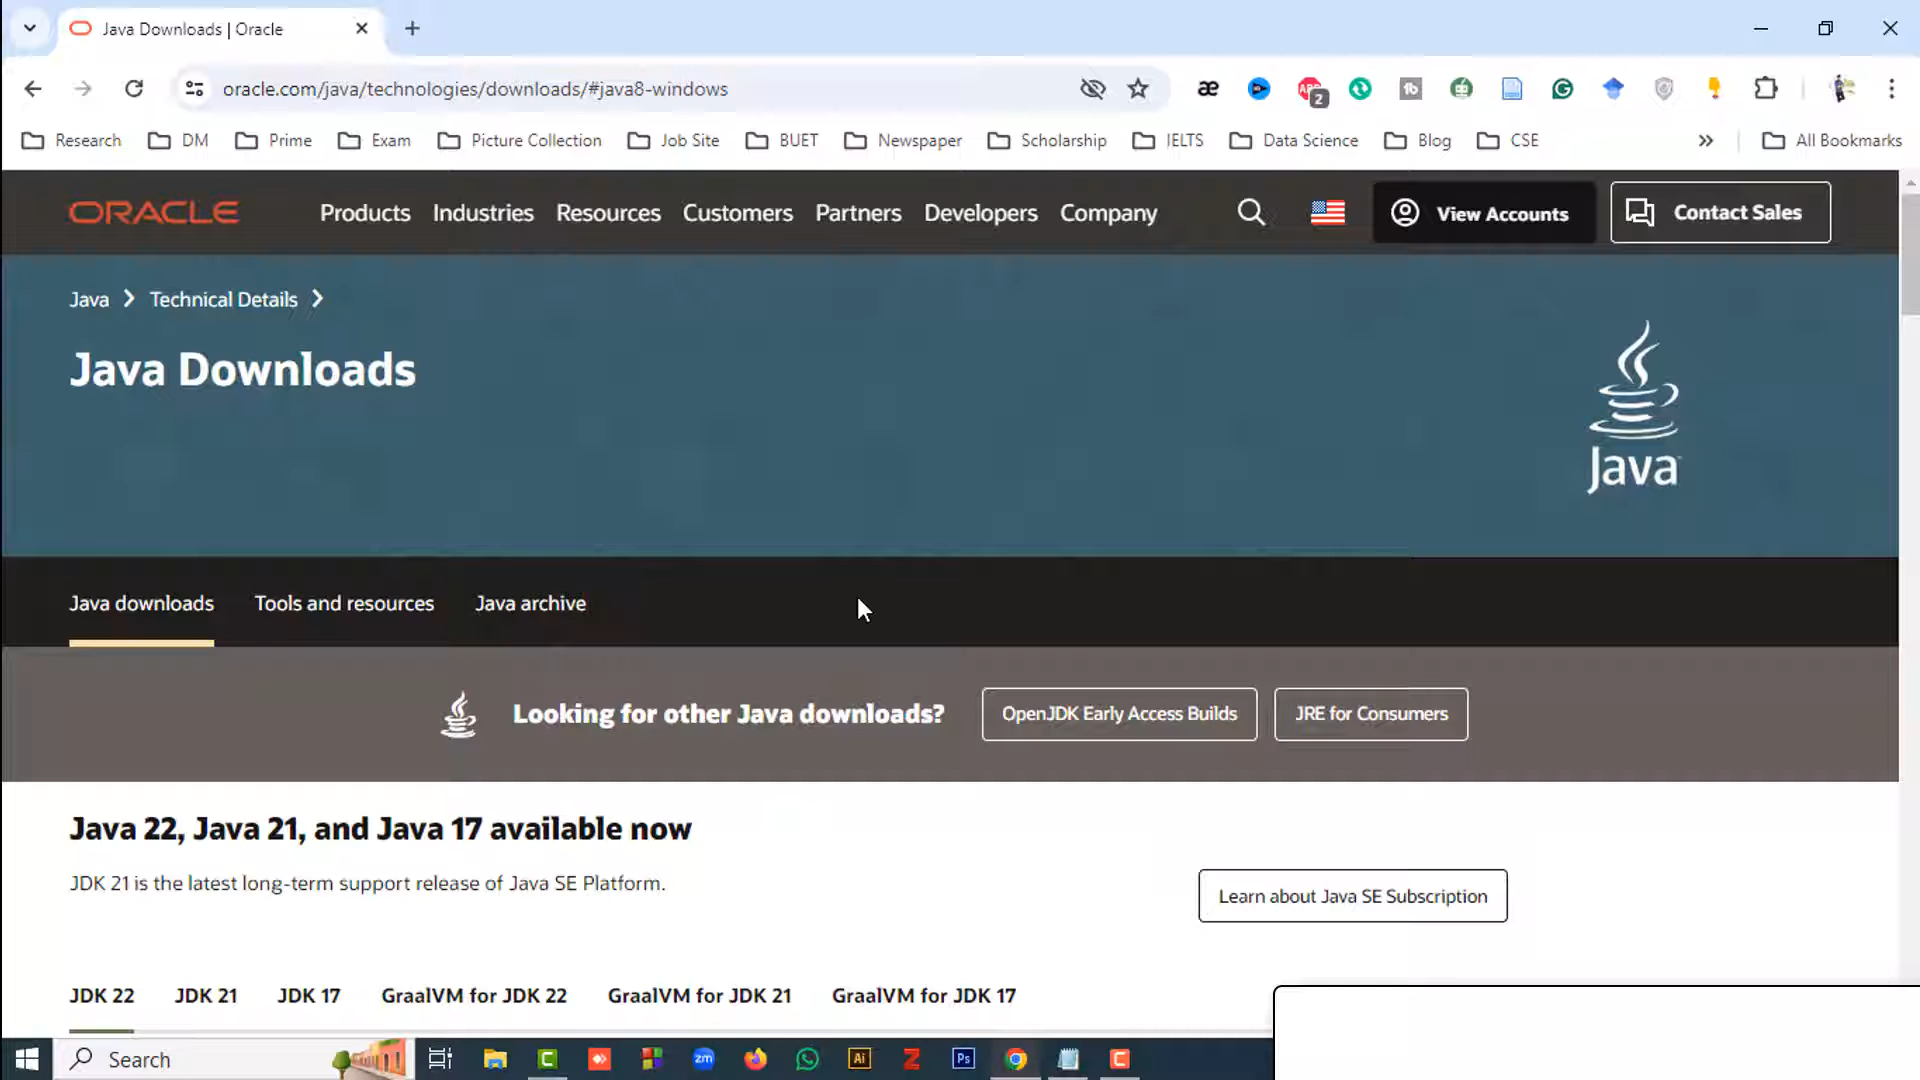 Java Downloads | Oracle
oracle.com/java/technologies/downloads/#java8-windows
Research DM Prime Exam Picture Collection Job Site BUET Newspaper Scholarship IELTS Data Science Blog CSE All Bookmarks
ORACLE Products Industries Resources Customers Partners Developers Company View Accounts Contact Sales
Java Technical Details
Java Downloads
Java
Java downloads Tools and resources Java archive
Looking for other Java downloads? OpenJDK Early Access Builds JRE for Consumers
Java 22, Java 21, and Java 17 available now
JDK 21 is the latest long-term support release of Java SE Platform.
Learn about Java SE Subscription
JDK 22 JDK 21 JDK 17 GraalVM for JDK 22 GraalVM for JDK 21 GraalVM for JDK 17
Search zm Ai Z Ps